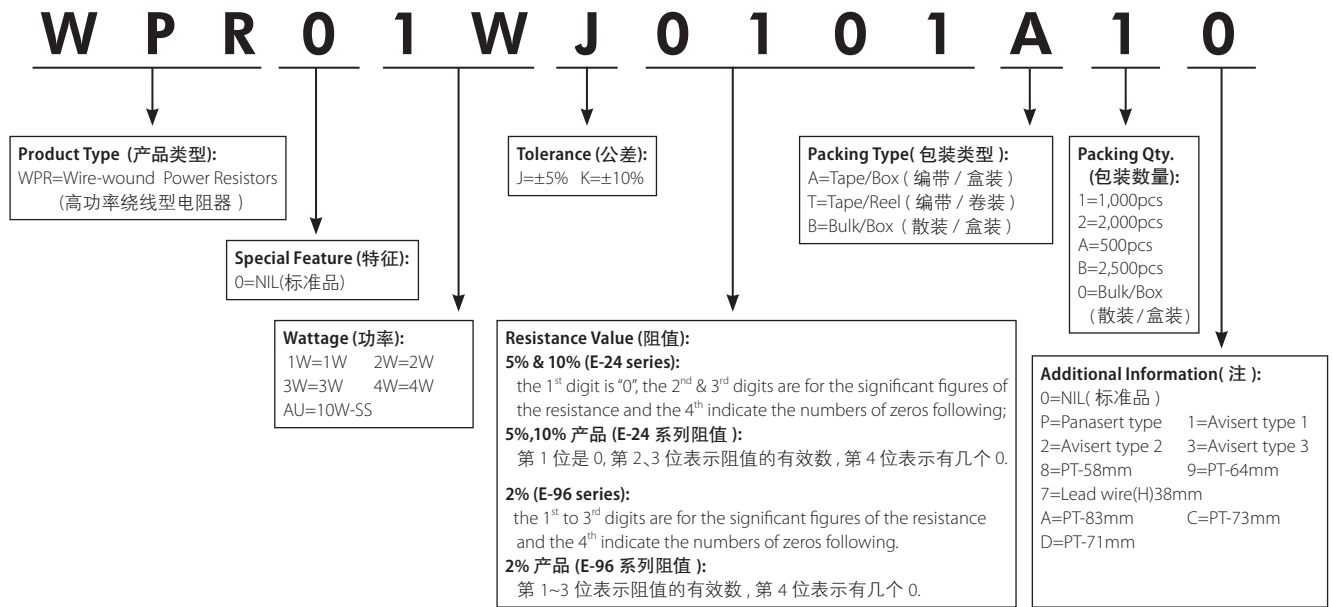 W P R 0 1 W J 0 1 0 1 A 1 0
Product Type (产品类型):
WPR=Wire-wound Power Resistors
(高功率绕线型电阻器)
Special Feature (特征):
0=NIL(标准品)
Wattage (功率):
1W=1W 2W=2W
3W=3W 4W=4W
AU=10W-SS
Tolerance (公差):
J=±5% K=±10%
Resistance Value (阻值):
5% & 10% (E-24 series):
the 1st digit is “0”, the 2nd & 3rd digits are for the significant figures of
the resistance and the 4th indicate the numbers of zeros following;
5%,10% 产品 (E-24 系列阻值):
第 1 位是 0, 第 2、3 位表示阻值的有效数, 第 4 位表示有几个 0.
2% (E-96 series):
the 1st to 3rd digits are for the significant figures of the resistance
and the 4th indicate the numbers of zeros following.
2% 产品 (E-96 系列阻值):
第 1~3 位表示阻值的有效数, 第 4 位表示有几个 0.
Packing Type( 包装类型 ):
A=Tape/Box ( 编带 / 盒装 )
T=Tape/Reel ( 编带 / 卷装 )
B=Bulk/Box ( 散装 / 盒装 )
Packing Qty.
(包装数量):
1=1,000pcs
2=2,000pcs
A=500pcs
B=2,500pcs
0=Bulk/Box
(散装/盒装)
Additional Information( 注 ):
0=NIL( 标准品 )
P=Panasert type 1=Avisert type 1
2=Avisert type 2 3=Avisert type 3
8=PT-58mm 9=PT-64mm
7=Lead wire(H)38mm
A=PT-83mm C=PT-73mm
D=PT-71mm